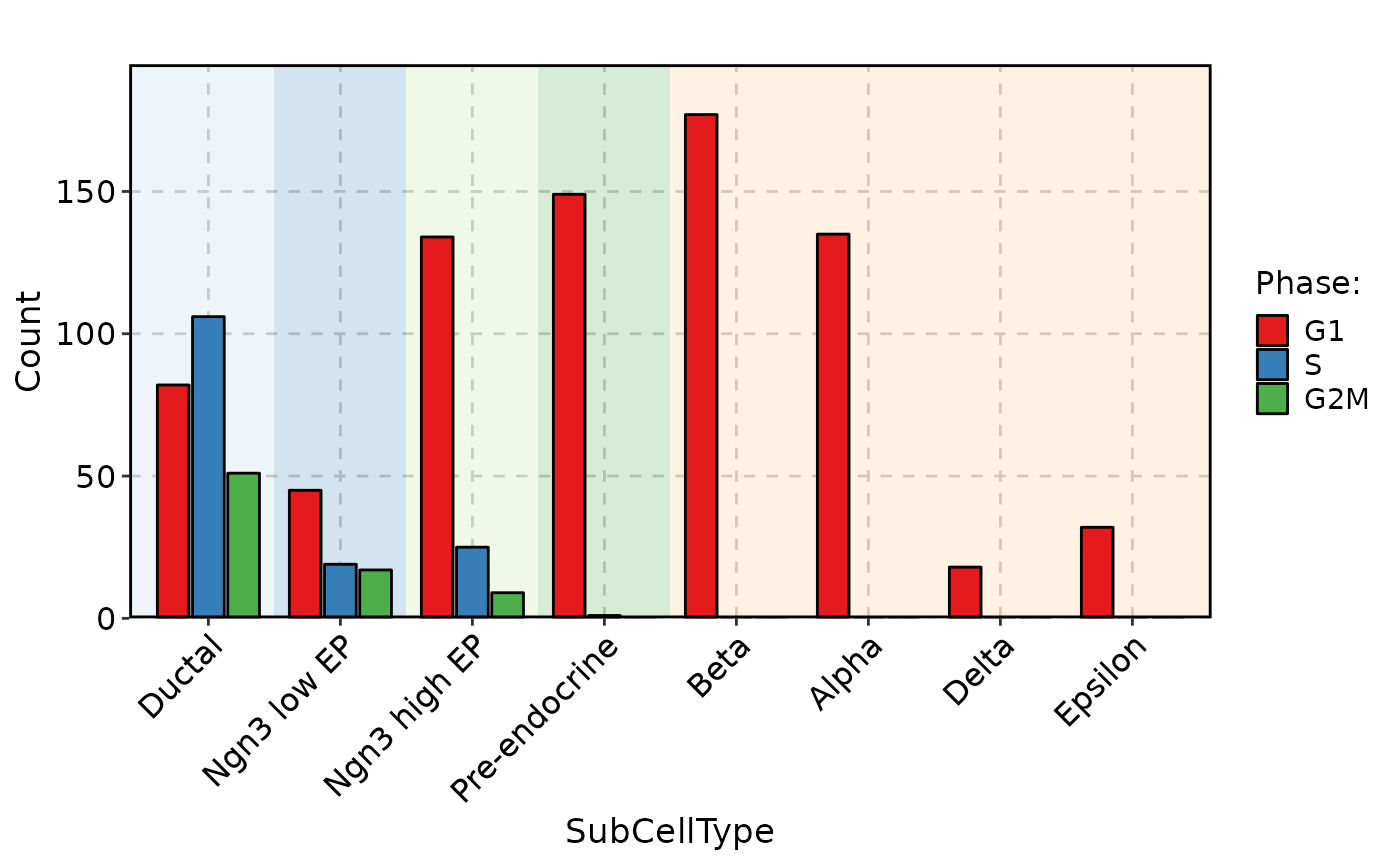 Count
150
100
50
0
Ductal
Ngn3 low EP
Ngn3 high EP
Pre-endocrine
Beta
Alpha
Delta
Epsilon
SubCellType
Phase:
G1
S
G2M